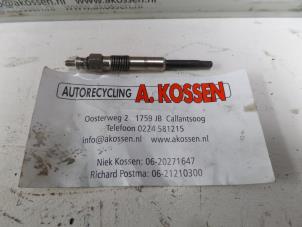 AUTORECYCLING A. KOSSEN
Oosterweg 2 1759 JB Callantsoog
Telefoon 0224 581215
info@akossen.nl www.akossen.nl
Niek Kossen: 06-20271647
Richard Postma: 06-21210300